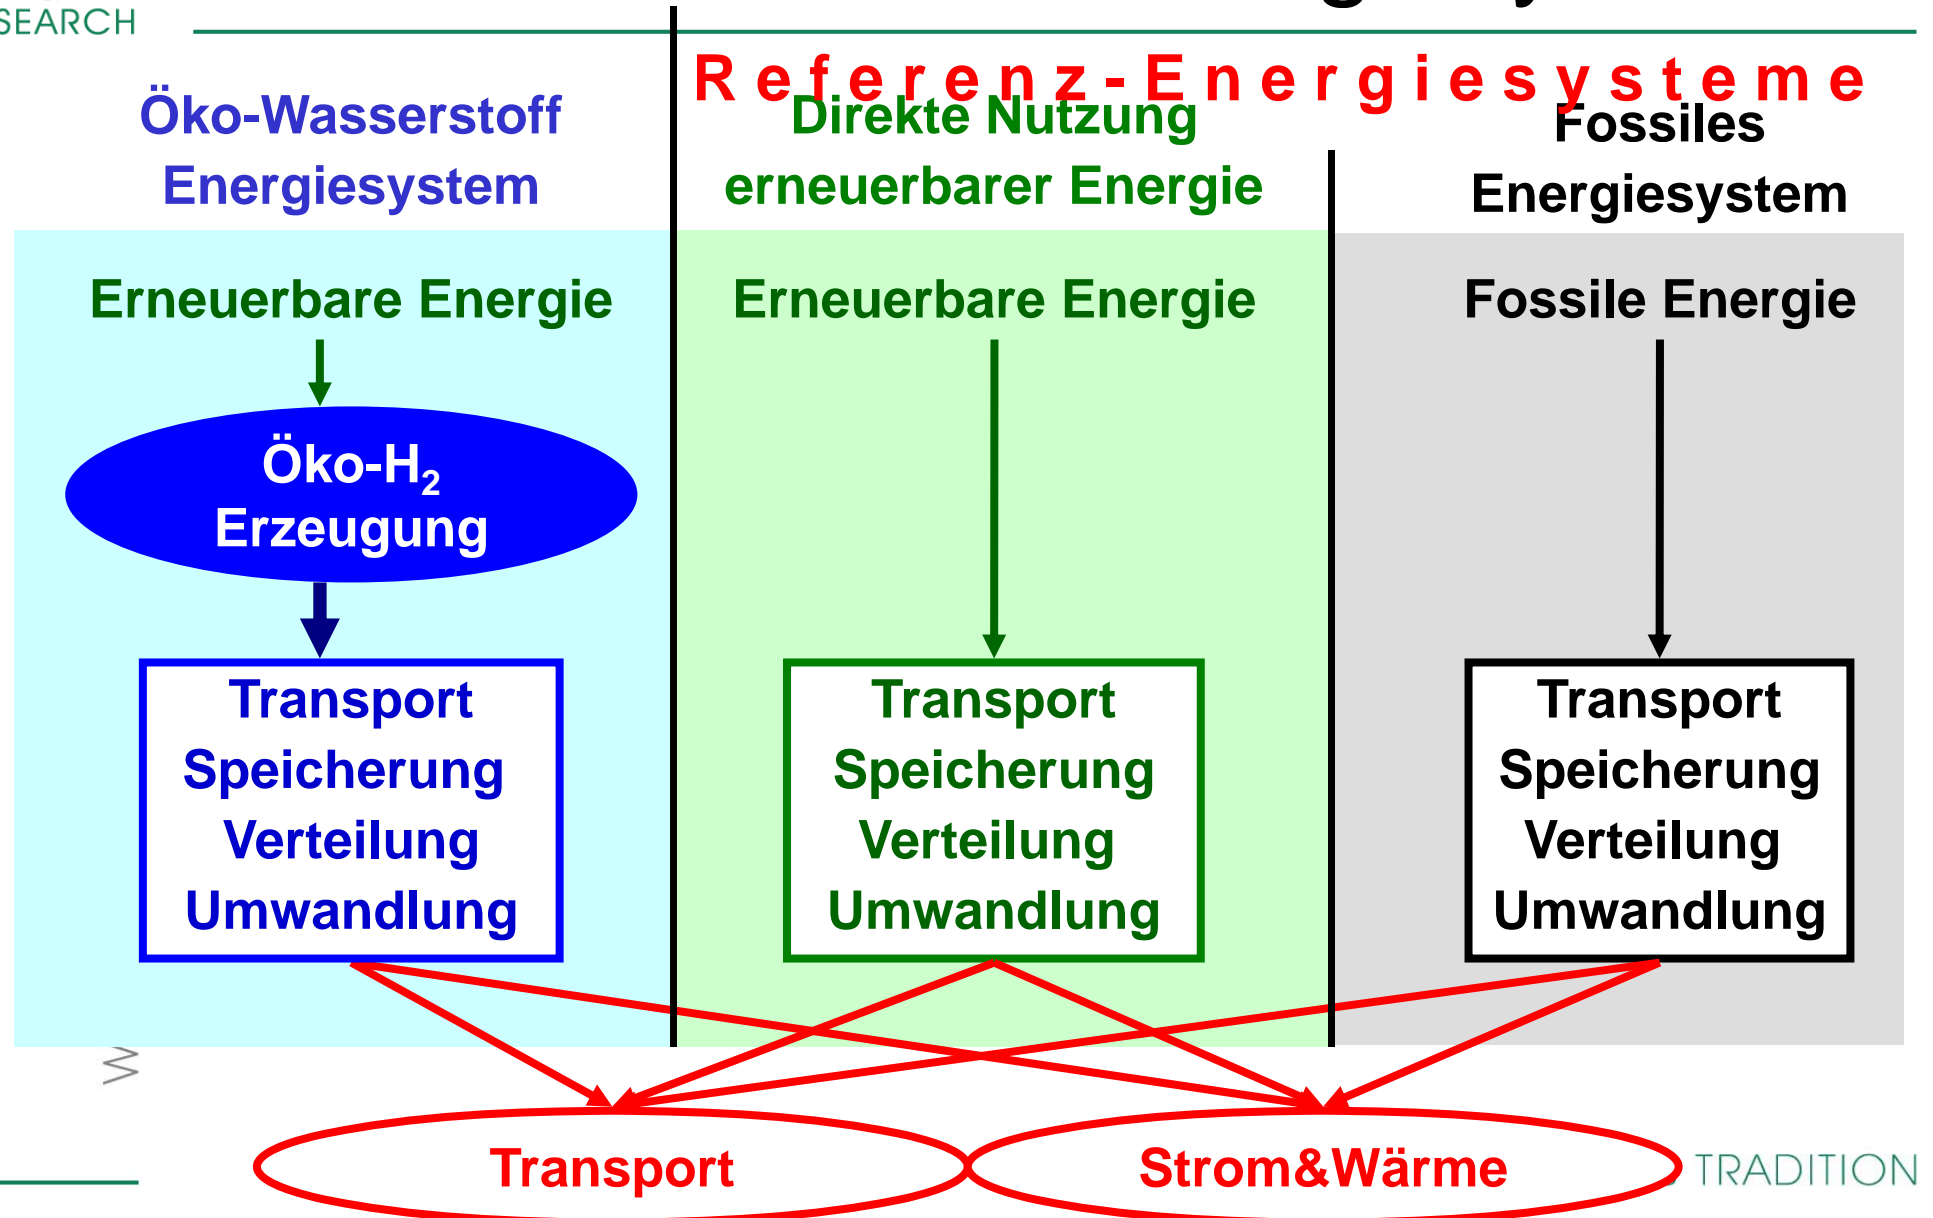 SEARCH
Referenz-Energiesysteme
Öko-Wasserstoff
Energiesystem
Direkte Nutzung
erneuerbarer Energie
Fossiles
Energiesystem
Erneuerbare Energie
Erneuerbare Energie
Fossile Energie
Öko-H₂
Erzeugung
Transport
Speicherung
Verteilung
Umwandlung
Transport
Speicherung
Verteilung
Umwandlung
Transport
Speicherung
Verteilung
Umwandlung
Transport
Strom&Wärme
TRADITION